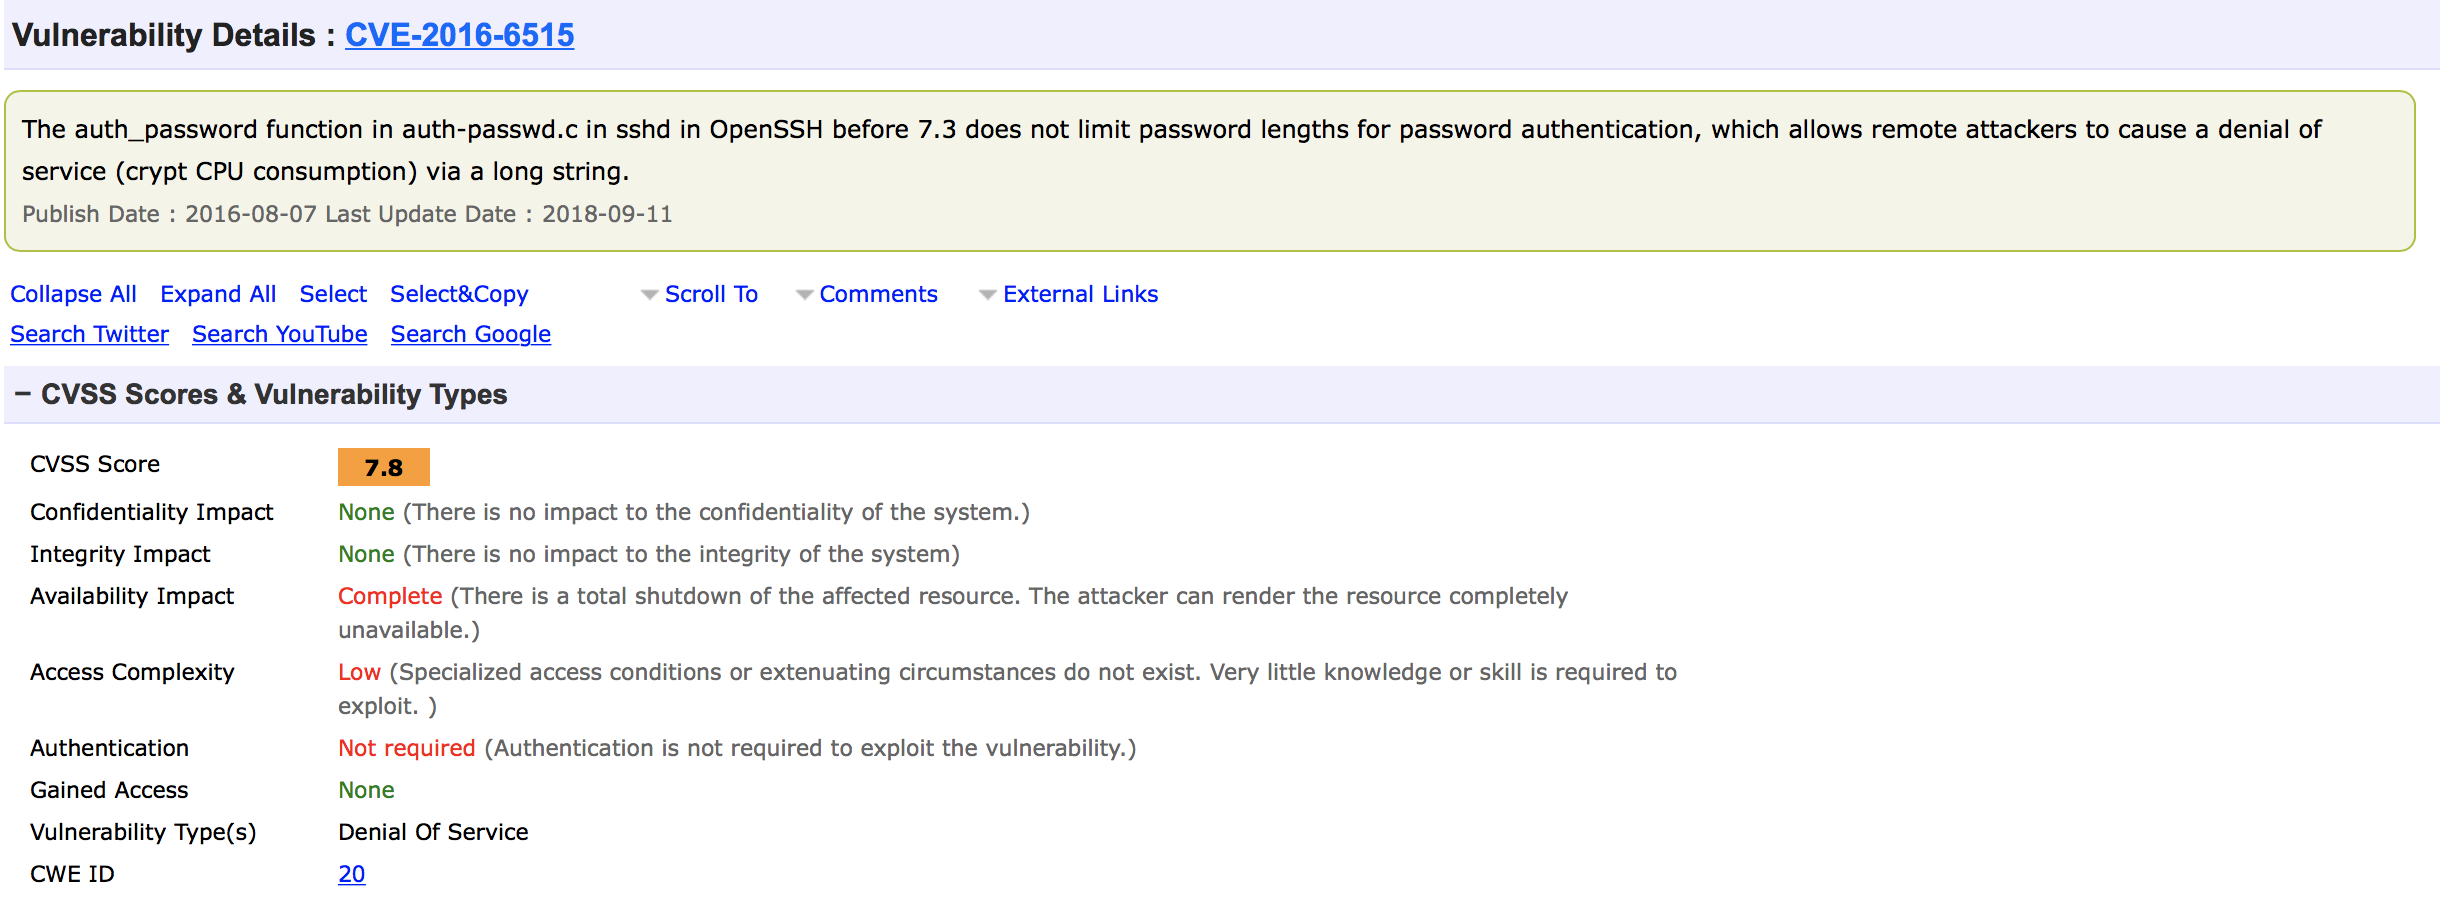 Vulnerability Details : CVE-2016-6515
The auth_password function in auth-passwd.c in sshd in OpenSSH before 7.3 does not limit password lengths for password authentication, which allows remote attackers to cause a denial of
service (crypt CPU consumption) via a long string.
Publish Date : 2016-08-07 Last Update Date : 2018-09-11
Collapse All Expand All Select Select&Copy Scroll To Comments External Links
Search Twitter Search YouTube Search Google
− CVSS Scores & Vulnerability Types
CVSS Score 7.8
Confidentiality Impact None (There is no impact to the confidentiality of the system.)
Integrity Impact None (There is no impact to the integrity of the system)
Availability Impact Complete (There is a total shutdown of the affected resource. The attacker can render the resource completely
unavailable.)
Access Complexity Low (Specialized access conditions or extenuating circumstances do not exist. Very little knowledge or skill is required to
exploit. )
Authentication Not required (Authentication is not required to exploit the vulnerability.)
Gained Access None
Vulnerability Type(s) Denial Of Service
CWE ID 20